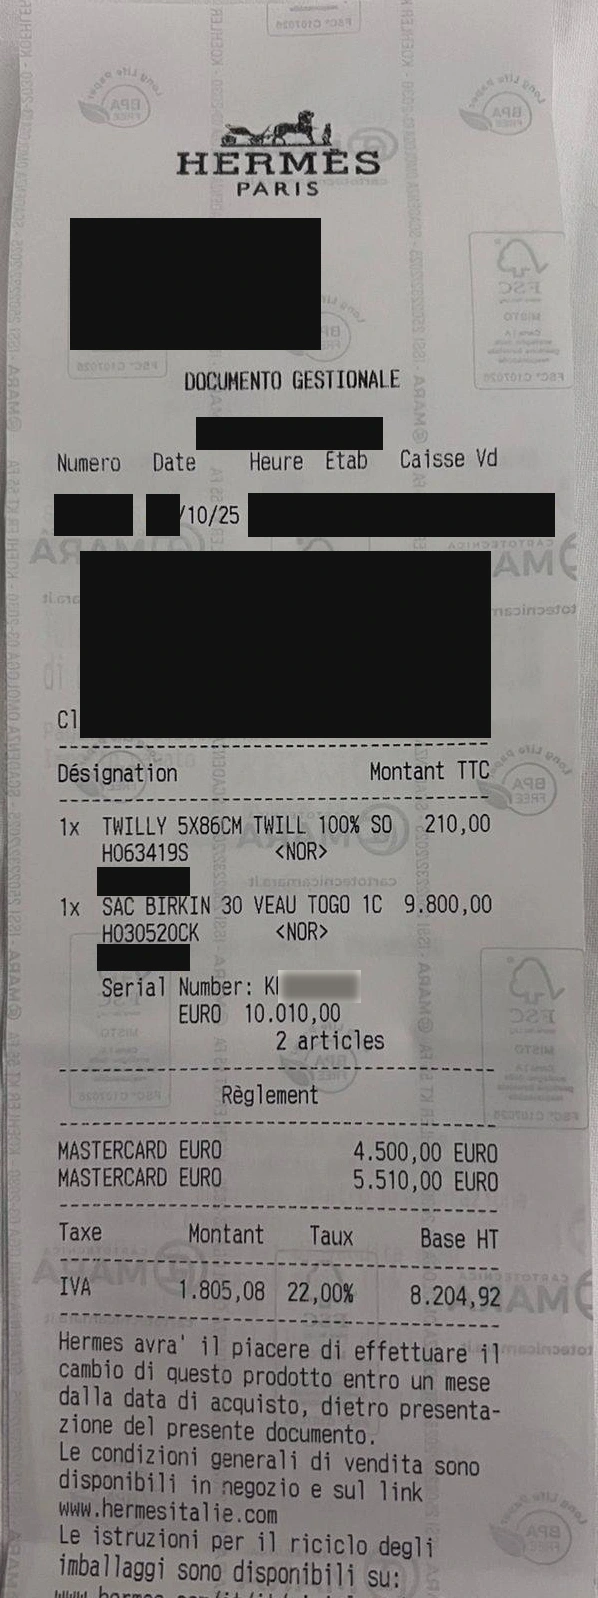 HERMÈS
PARIS
DOCUMENTO GESTIONALE
Numero Date Heure Etab Caisse Vd
/10/25
Cl
Désignation Montant TTC
1x TWILLY 5X86CM TWILL 100% SO 210,00
H063419S <NOR>
1x SAC BIRKIN 30 VEAU TOGO 1C 9.800,00
H030520CK <NOR>
Serial Number:
EURO 10.010,00
2 articles
Règlement
MASTERCARD EURO 4.500,00 EURO
MASTERCARD EURO 5.510,00 EURO
Taxe Montant Taux Base HT
IVA 1.805,08 22,00% 8.204,92
Hermes avra' il piacere di effettuare il
cambio di questo prodotto entro un mese
dalla data di acquisto, dietro presenta-
zione del presente documento.
Le condizioni generali di vendita sono
disponibili in negozio e sul link
www.hermesitalie.com
Le istruzioni per il riciclo degli
imballaggi sono disponibili su: